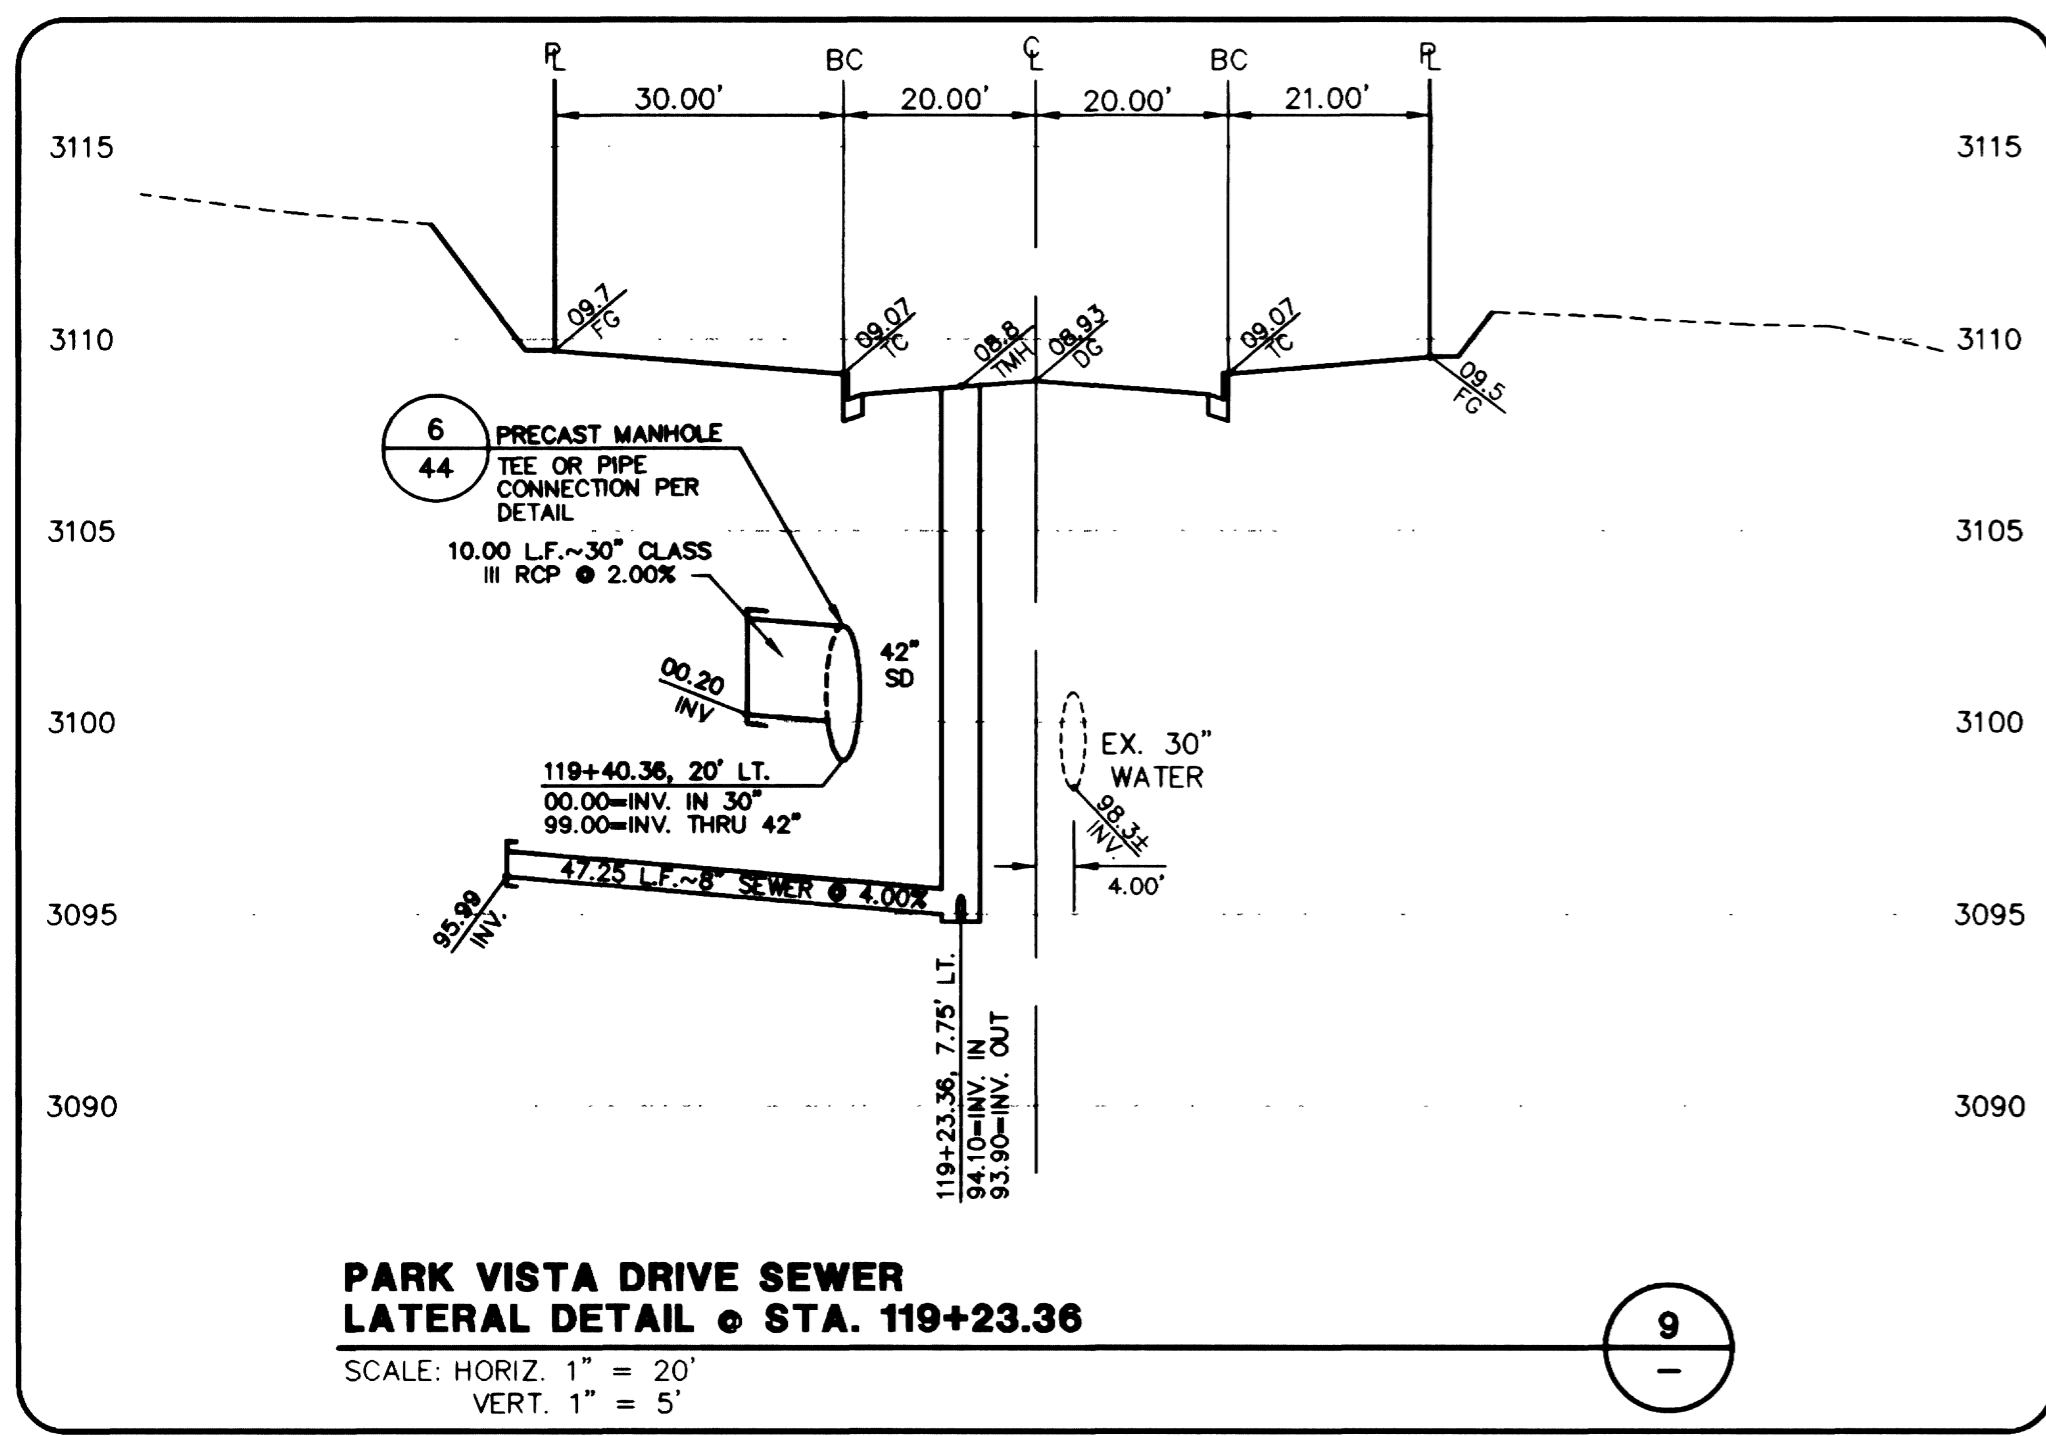 PL BC CL BC PL
30.00' 20.00' 20.00' 21.00'
3115 3115
09.7
FG
09.07
TC
08.8
TMH
08.93
DG
09.07
TC
3110 3110
09.5
FG
6
44
PRECAST MANHOLE
TEE OR PIPE
CONNECTION PER
DETAIL
3105 3105
10.00 L.F.~30" CLASS
III RCP @ 2.00%
42"
SD
00.20
INV
3100 3100
EX. 30"
WATER
119+40.36, 20' LT.
00.00=INV. IN 30"
99.00=INV. THRU 42"
98.3±
INV.
47.25 L.F.~8" SEWER @ 4.00%
4.00'
95.99
INV.
3095 3095
119+23.36, 7.75' LT.
94.10=INV. IN
93.90=INV. OUT
3090 3090
PARK VISTA DRIVE SEWER
LATERAL DETAIL @ STA. 119+23.36
9
–
SCALE: HORIZ. 1" = 20'
VERT. 1" = 5'